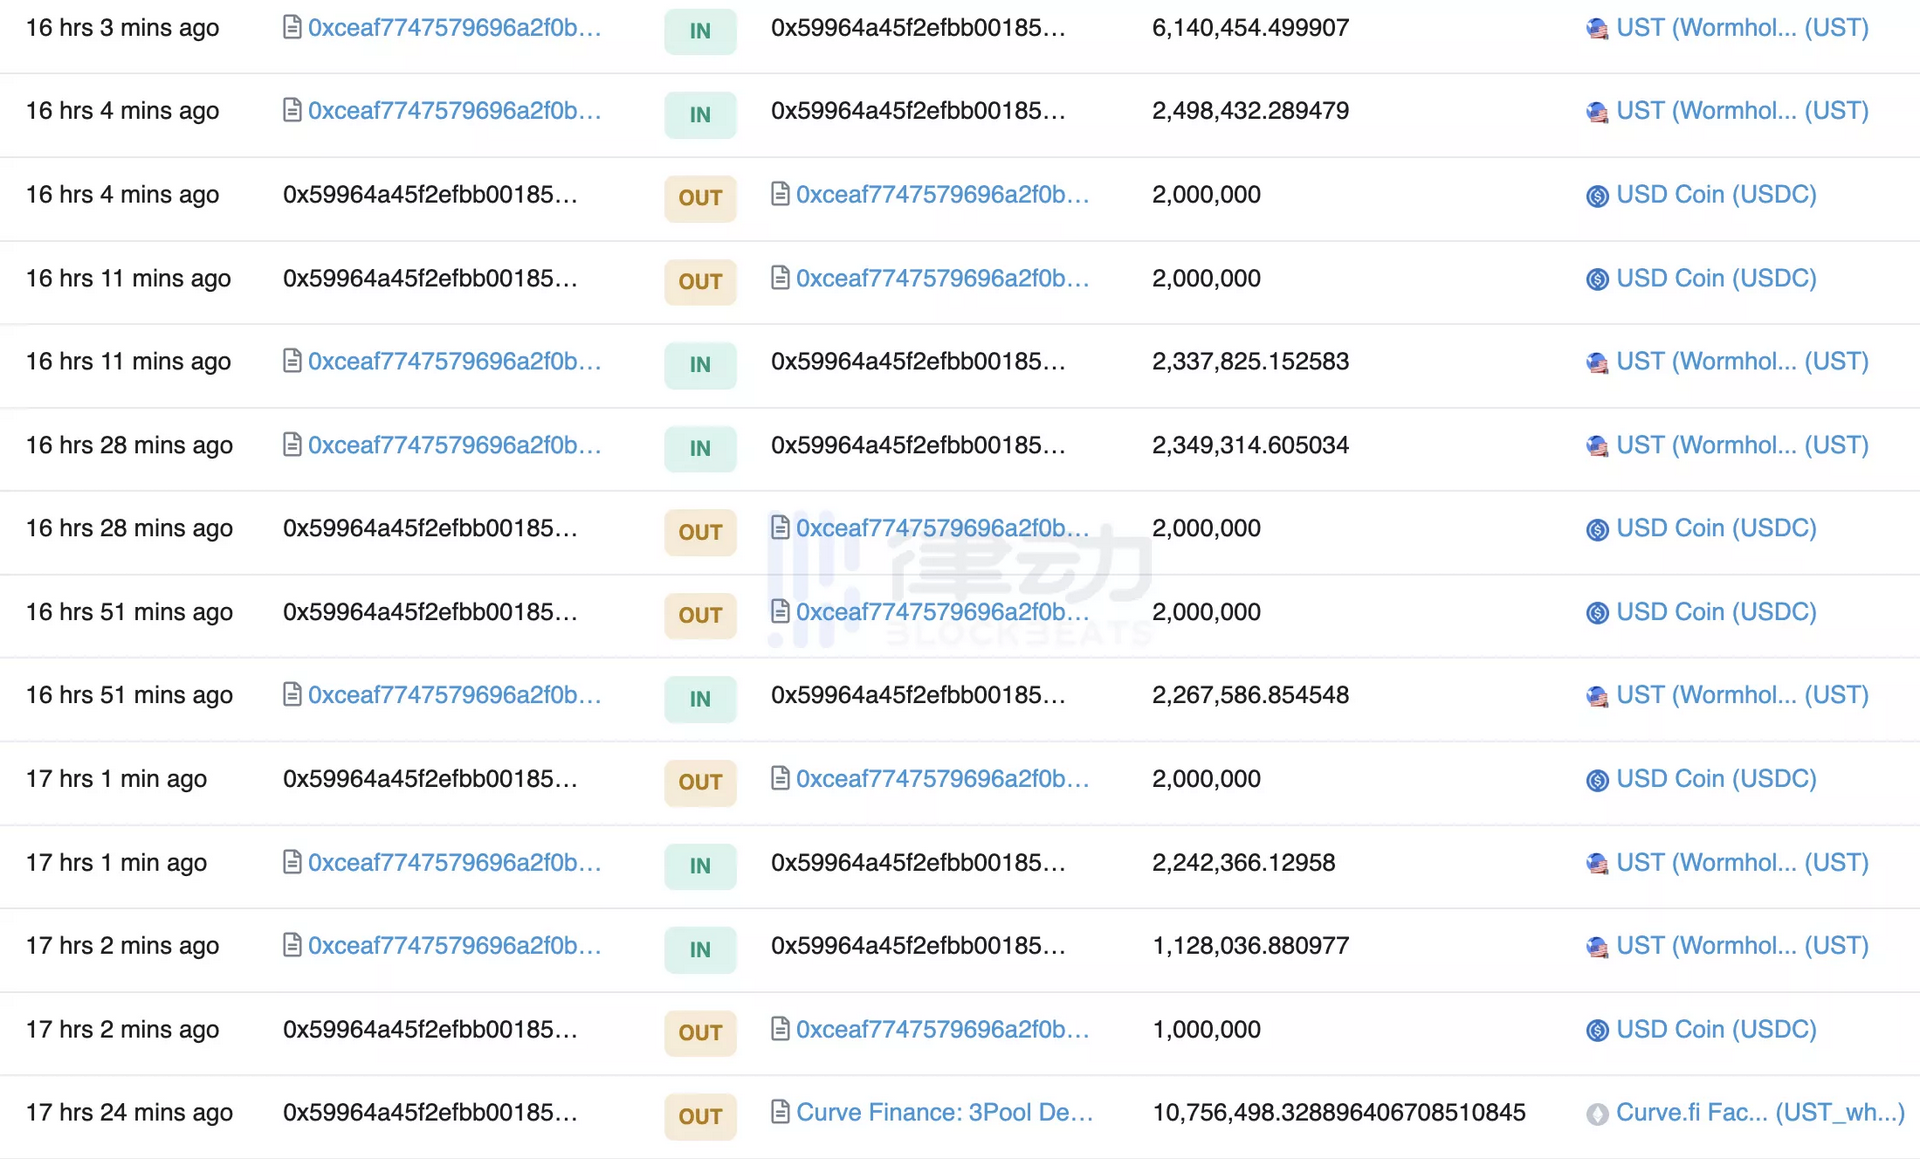 16 hrs 3 mins ago 0xceaf7747579696a2f0b... IN 0x59964a45f2efbb00185... 6,140,454.499907 UST (Wormhol... (UST)
16 hrs 4 mins ago 0xceaf7747579696a2f0b... IN 0x59964a45f2efbb00185... 2,498,432.289479 UST (Wormhol... (UST)
16 hrs 4 mins ago 0x59964a45f2efbb00185... OUT 0xceaf7747579696a2f0b... 2,000,000 USD Coin (USDC)
16 hrs 11 mins ago 0x59964a45f2efbb00185... OUT 0xceaf7747579696a2f0b... 2,000,000 USD Coin (USDC)
16 hrs 11 mins ago 0xceaf7747579696a2f0b... IN 0x59964a45f2efbb00185... 2,337,825.152583 UST (Wormhol... (UST)
16 hrs 28 mins ago 0xceaf7747579696a2f0b... IN 0x59964a45f2efbb00185... 2,349,314.605034 UST (Wormhol... (UST)
16 hrs 28 mins ago 0x59964a45f2efbb00185... OUT 0xceaf7747579696a2f0b... 2,000,000 USD Coin (USDC)
律动
16 hrs 51 mins ago 0x59964a45f2efbb00185... OUT 0xceaf7747579696a2f0b... 2,000,000 USD Coin (USDC)
BLOCKBEATS
16 hrs 51 mins ago 0xceaf7747579696a2f0b... IN 0x59964a45f2efbb00185... 2,267,586.854548 UST (Wormhol... (UST)
17 hrs 1 min ago 0x59964a45f2efbb00185... OUT 0xceaf7747579696a2f0b... 2,000,000 USD Coin (USDC)
17 hrs 1 min ago 0xceaf7747579696a2f0b... IN 0x59964a45f2efbb00185... 2,242,366.12958 UST (Wormhol... (UST)
17 hrs 2 mins ago 0xceaf7747579696a2f0b... IN 0x59964a45f2efbb00185... 1,128,036.880977 UST (Wormhol... (UST)
17 hrs 2 mins ago 0x59964a45f2efbb00185... OUT 0xceaf7747579696a2f0b... 1,000,000 USD Coin (USDC)
17 hrs 24 mins ago 0x59964a45f2efbb00185... OUT Curve Finance: 3Pool De... 10,756,498.328896406708510845 Curve.fi Fac... (UST_wh...)